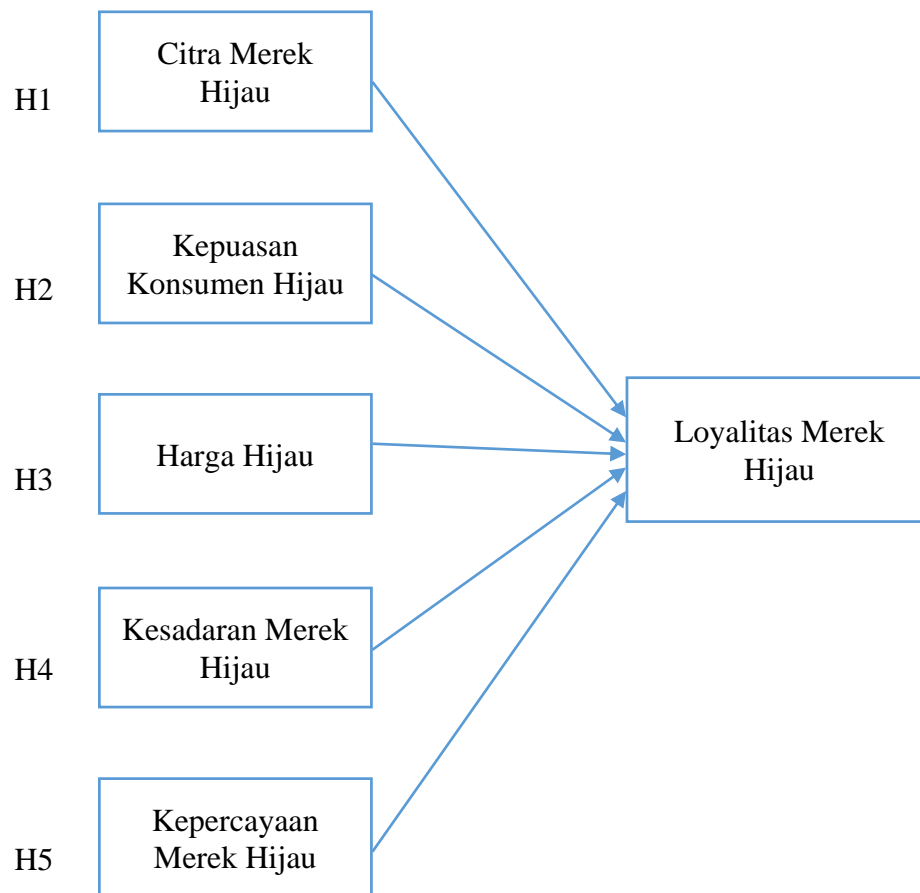 H1
Citra Merek
Hijau
H2
Kepuasan
Konsumen Hijau
H3
Harga Hijau
H4
Kesadaran Merek
Hijau
H5
Kepercayaan
Merek Hijau
Loyalitas Merek
Hijau